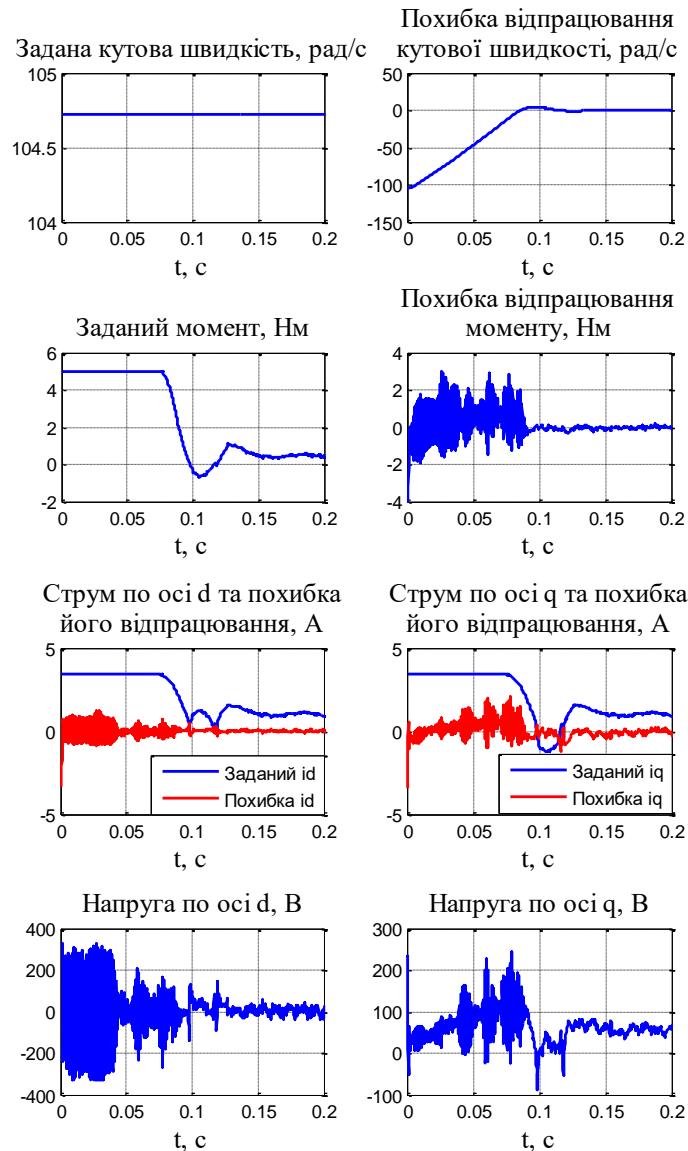 Задана кутова швидкість, рад/с
105
104.5
104
0 0.05 0.1 0.15 0.2
t, с
Похибка відпрацювання
кутової швидкості, рад/с
50
0
-50
-100
-150
0 0.05 0.1 0.15 0.2
t, с
Заданий момент, Нм
6
4
2
0
-2
0 0.05 0.1 0.15 0.2
t, с
Похибка відпрацювання
моменту, Нм
4
2
0
-2
-4
0 0.05 0.1 0.15 0.2
t, с
Струм по осі d та похибка
його відпрацювання, А
5
0
-5
Заданий id
Похибка id
0 0.05 0.1 0.15 0.2
t, с
Струм по осі q та похибка
його відпрацювання, А
5
0
-5
Заданий iq
Похибка iq
0 0.05 0.1 0.15 0.2
t, с
Напруга по осі d, В
400
200
0
-200
-400
0 0.05 0.1 0.15 0.2
t, с
Напруга по осі q, В
300
200
100
0
-100
0 0.05 0.1 0.15 0.2
t, с